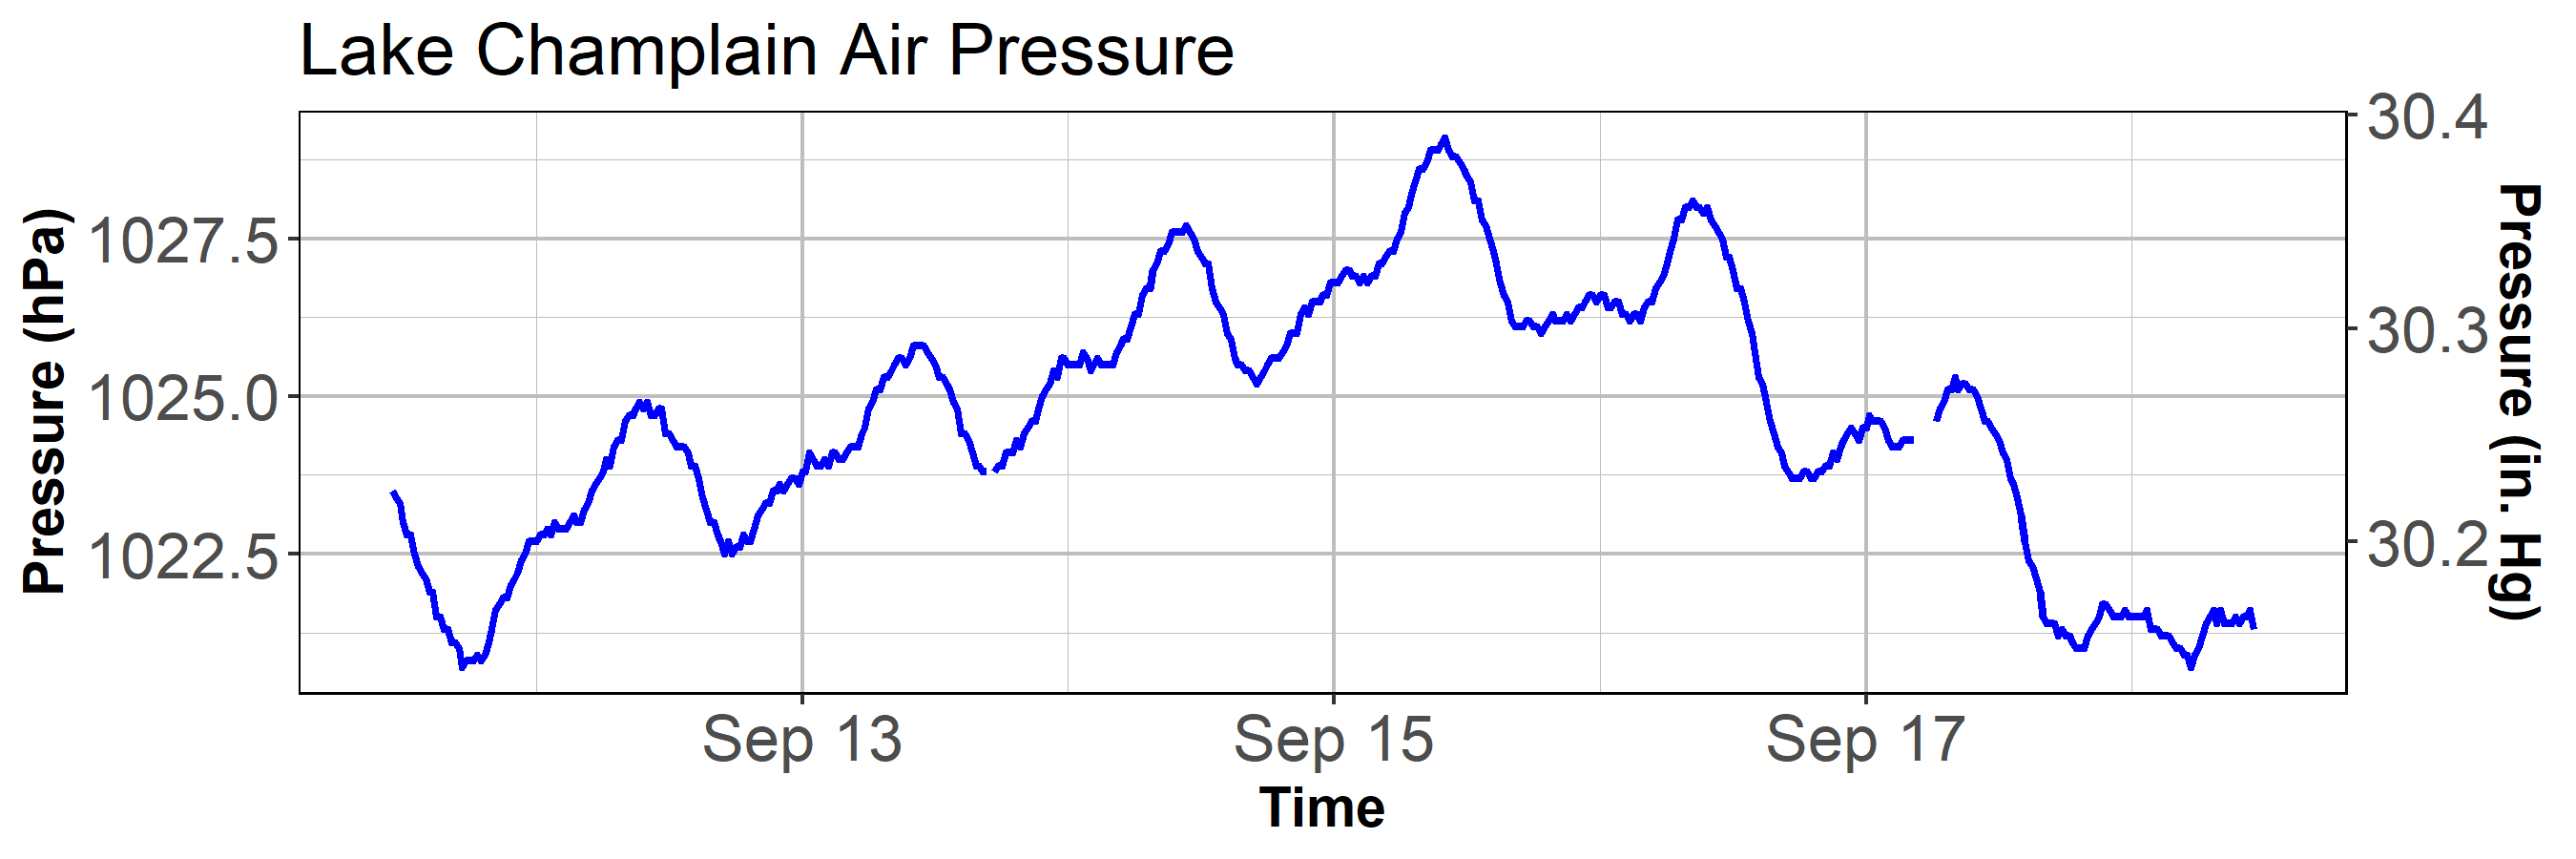 Lake Champlain Air Pressure
Pressure (hPa)
1027.5
1025.0
1022.5
30.4
30.3
30.2
Pressure (in. Hg)
Sep 13
Sep 15
Sep 17
Time